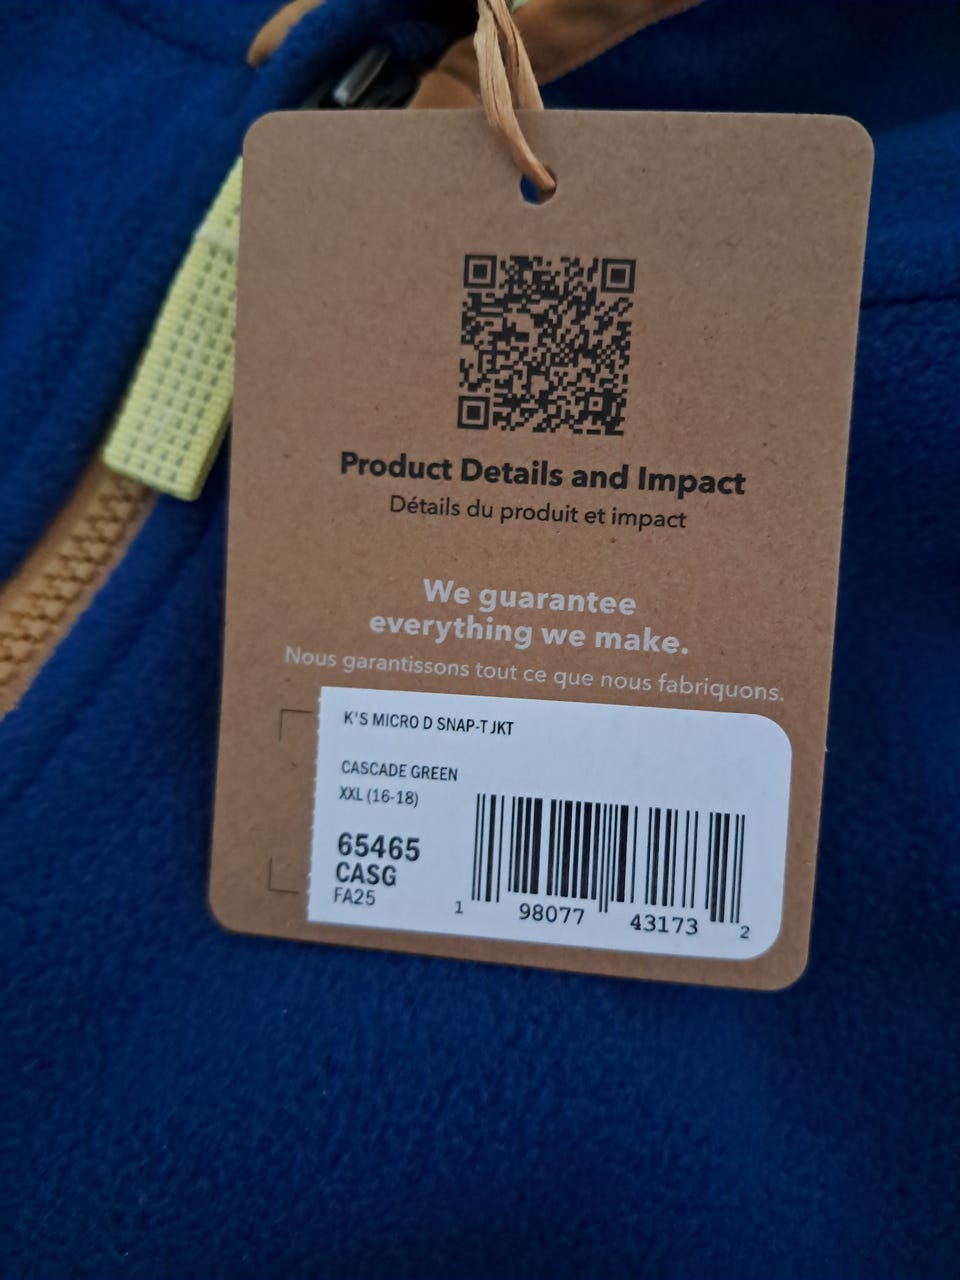 Product Details and Impact
Détails du produit et impact
We guarantee
everything we make.
Nous garantissons tout ce que nous fabriquons.
K'S MICRO D SNAP-T JKT
CASCADE GREEN
XXL (16-18)
65465
CASG
FA25
1 98077 43173 2